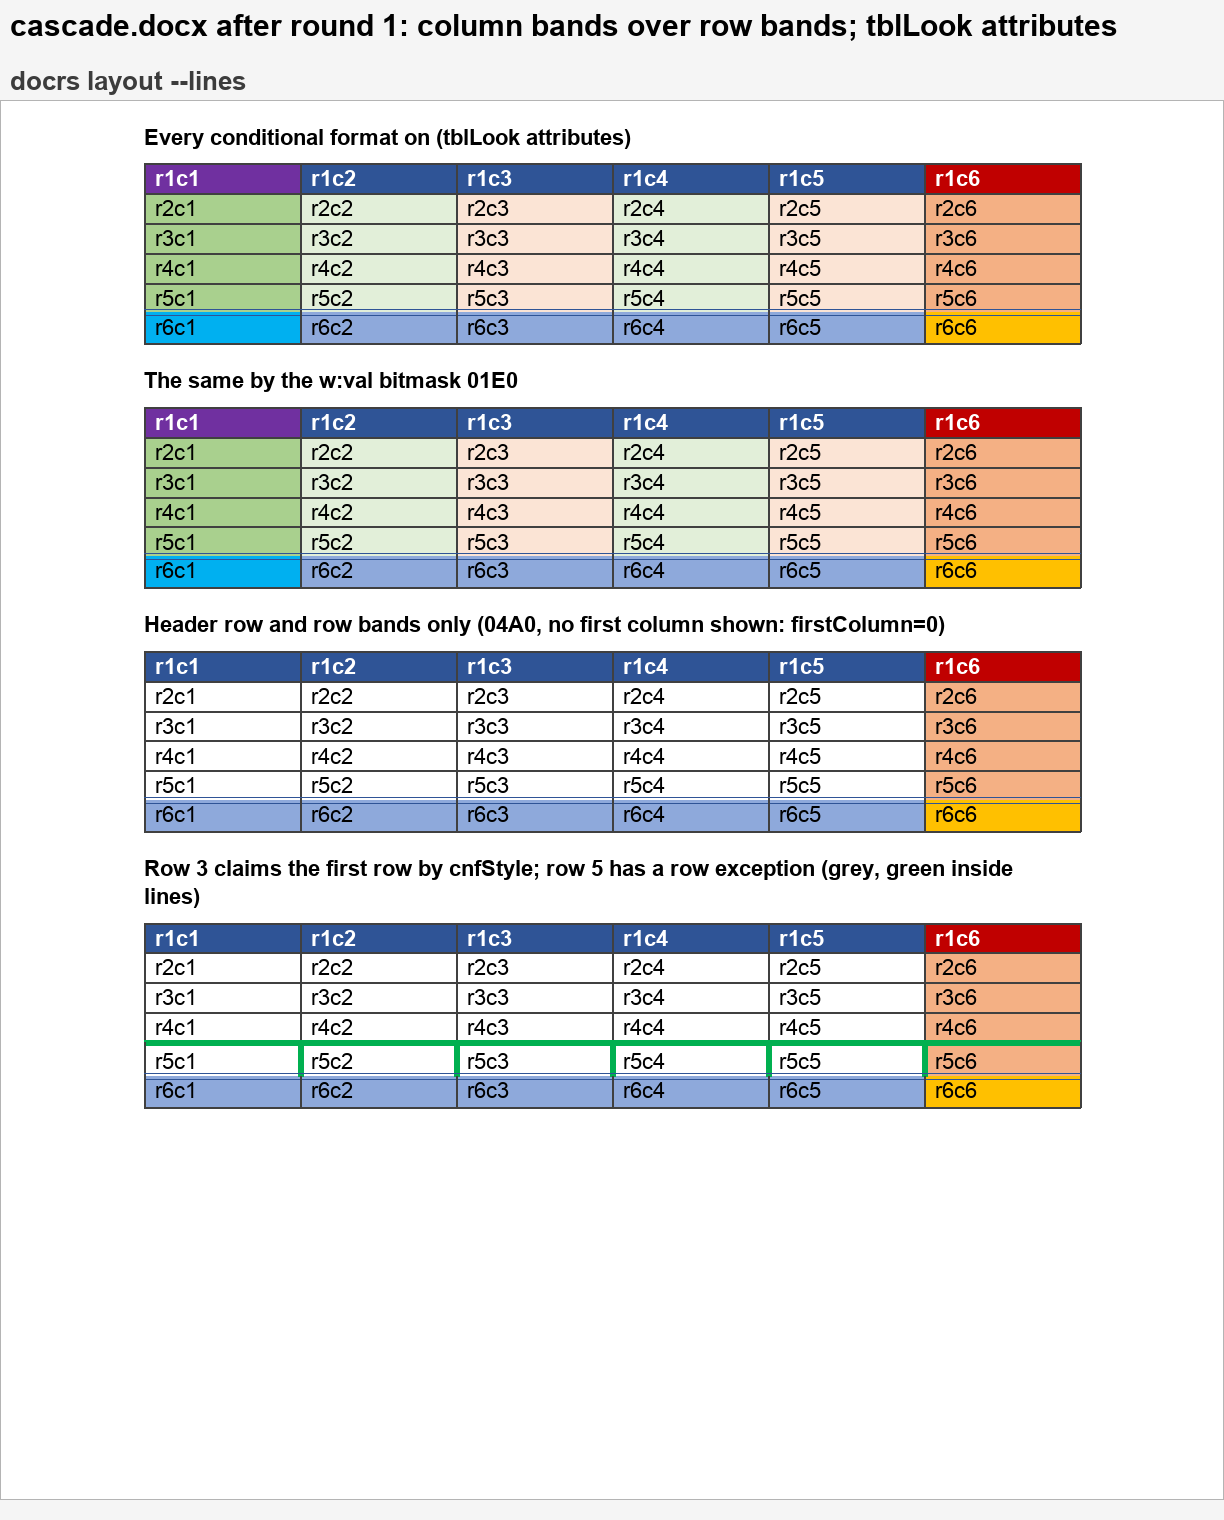 cascade.docx after round 1: column bands over row bands; tblLook attributes
docrs layout --lines
Every conditional format on (tblLook attributes)
r1c1 r1c2 r1c3 r1c4 r1c5 r1c6
r2c1 r2c2 r2c3 r2c4 r2c5 r2c6
r3c1 r3c2 r3c3 r3c4 r3c5 r3c6
r4c1 r4c2 r4c3 r4c4 r4c5 r4c6
r5c1 r5c2 r5c3 r5c4 r5c5 r5c6
r6c1 r6c2 r6c3 r6c4 r6c5 r6c6
The same by the w:val bitmask 01E0
r1c1 r1c2 r1c3 r1c4 r1c5 r1c6
r2c1 r2c2 r2c3 r2c4 r2c5 r2c6
r3c1 r3c2 r3c3 r3c4 r3c5 r3c6
r4c1 r4c2 r4c3 r4c4 r4c5 r4c6
r5c1 r5c2 r5c3 r5c4 r5c5 r5c6
r6c1 r6c2 r6c3 r6c4 r6c5 r6c6
Header row and row bands only (04A0, no first column shown: firstColumn=0)
r1c1 r1c2 r1c3 r1c4 r1c5 r1c6
r2c1 r2c2 r2c3 r2c4 r2c5 r2c6
r3c1 r3c2 r3c3 r3c4 r3c5 r3c6
r4c1 r4c2 r4c3 r4c4 r4c5 r4c6
r5c1 r5c2 r5c3 r5c4 r5c5 r5c6
r6c1 r6c2 r6c3 r6c4 r6c5 r6c6
Row 3 claims the first row by cnfStyle; row 5 has a row exception (grey, green inside
lines)
r1c1 r1c2 r1c3 r1c4 r1c5 r1c6
r2c1 r2c2 r2c3 r2c4 r2c5 r2c6
r3c1 r3c2 r3c3 r3c4 r3c5 r3c6
r4c1 r4c2 r4c3 r4c4 r4c5 r4c6
r5c1 r5c2 r5c3 r5c4 r5c5 r5c6
r6c1 r6c2 r6c3 r6c4 r6c5 r6c6